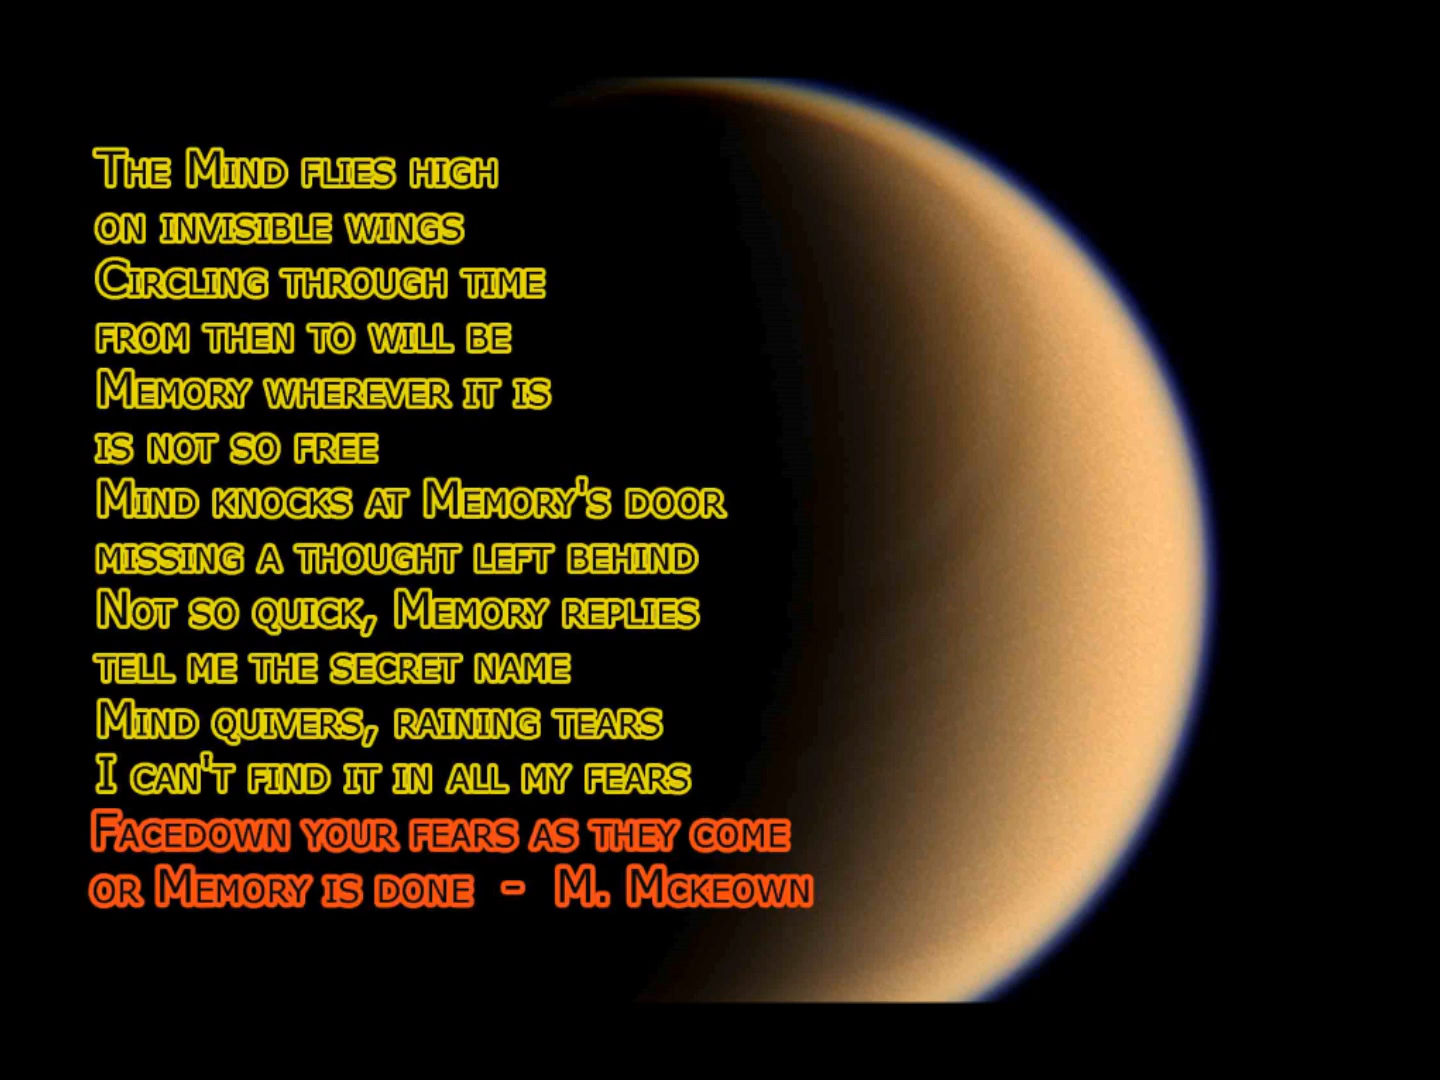 The Mind flies high
on invisible wings
Circling through time
from then to will be
Memory wherever it is
is not so free
Mind knocks at Memory's door
missing a thought left behind
Not so quick, Memory replies
tell me the secret name
Mind quivers, raining tears
I can't find it in all my fears
Facedown your fears as they come
or Memory is done - M. Mckeown